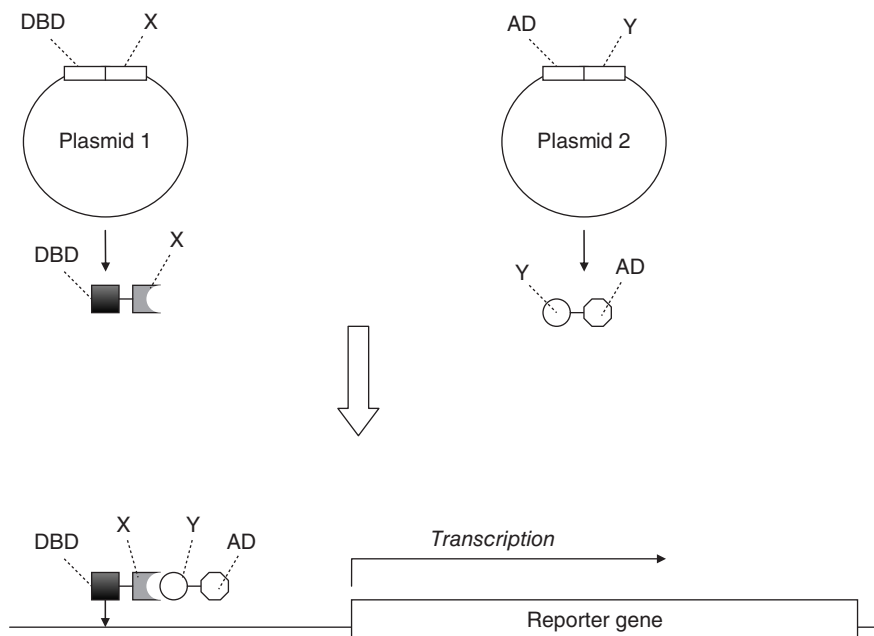 DBD
X
AD
Y
Plasmid 1
Plasmid 2
X
DBD
Y
AD
X
Y
DBD
AD
Transcription
Reporter gene